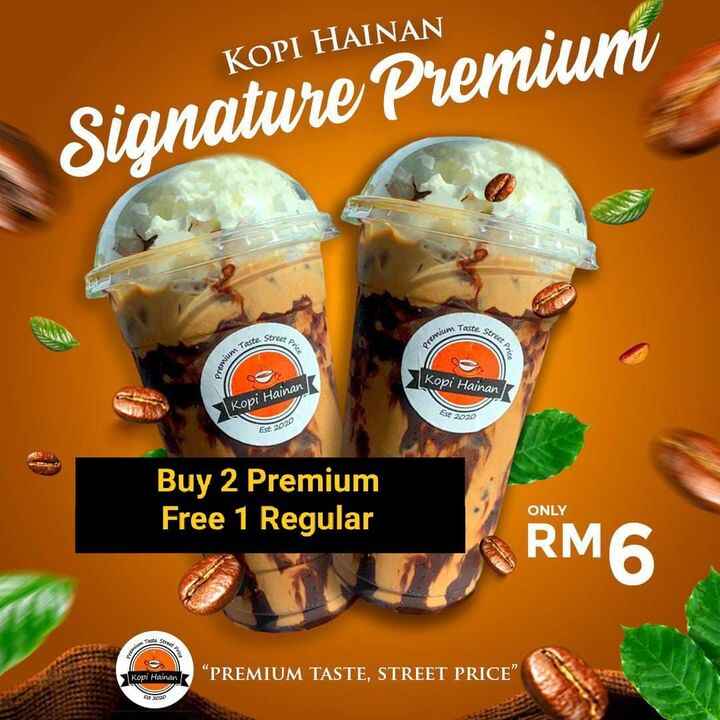 KOPI HAINAN
Signature Premium
Premium Taste Street Price
Kopi Hainan
Est 2020
Premium Taste Street Price
Kopi Hainan
Est 2020
Buy 2 Premium
Free 1 Regular
ONLY
RM6
Premium Taste Street Price
Kopi Hainan
Est 2020
“PREMIUM TASTE, STREET PRICE”